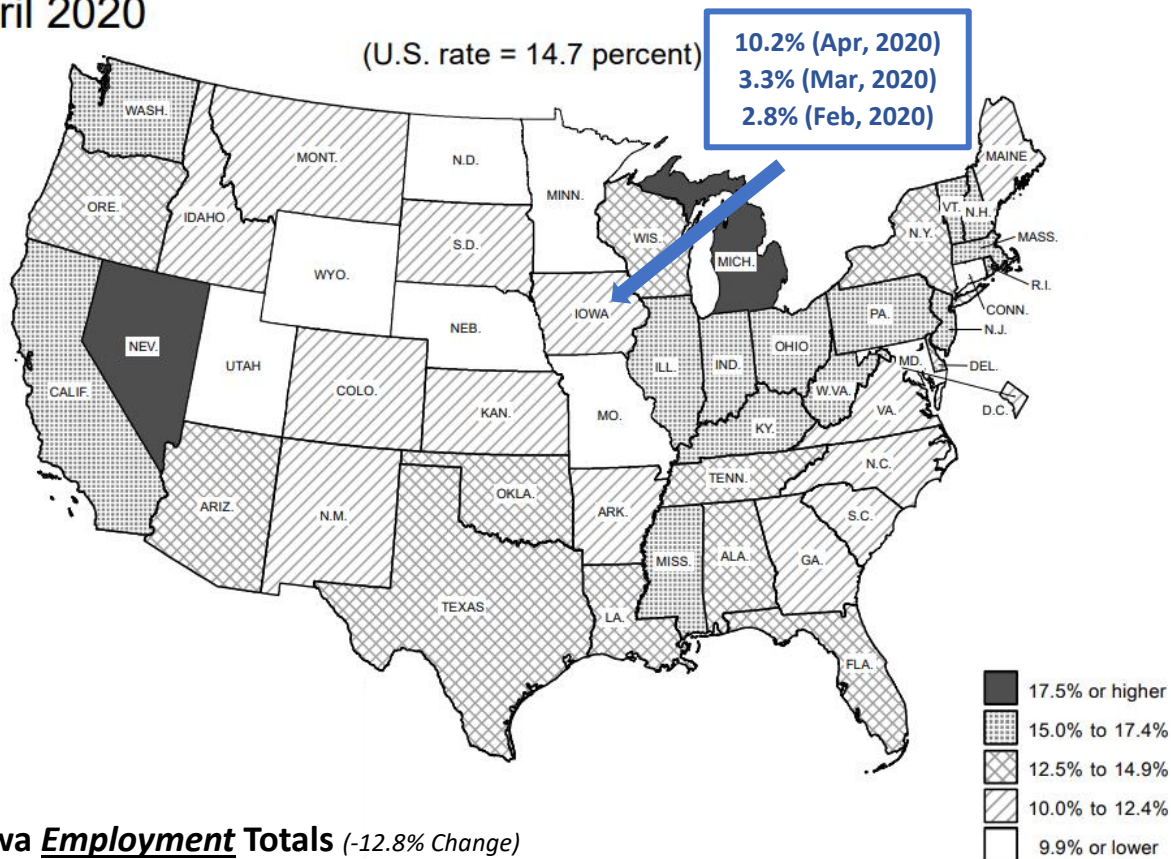 ril 2020
(U.S. rate = 14.7 percent)
10.2% (Apr, 2020)
3.3% (Mar, 2020)
2.8% (Feb, 2020)
WASH.
MONT.
N.D.
MINN.
MAINE
ORE.
IDAHO
S.D.
WIS.
MICH.
N.Y.
VT.
N.H.
MASS.
WYO.
IOWA
R.I.
CONN.
NEB.
PA.
N.J.
NEV.
UTAH
COLO.
ILL.
IND.
OHIO
MD.
DEL.
CALIF.
KAN.
MO.
W.VA.
VA.
D.C.
KY.
N.C.
ARIZ.
N.M.
OKLA.
ARK.
TENN.
S.C.
MISS.
ALA.
GA.
TEXAS
LA.
FLA.
17.5% or higher
15.0% to 17.4%
12.5% to 14.9%
10.0% to 12.4%
9.9% or lower
wa Employment Totals (-12.8% Change)